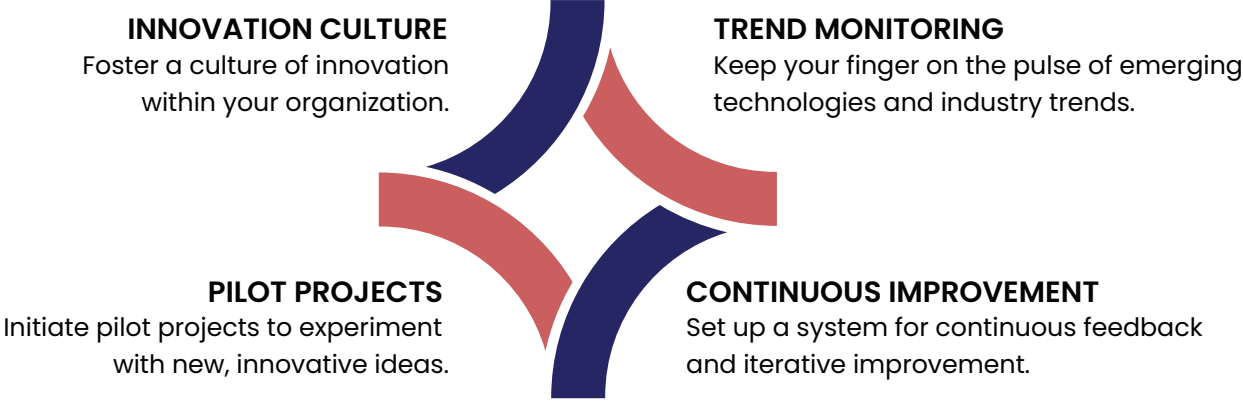 INNOVATION CULTURE
Foster a culture of innovation
within your organization.
TREND MONITORING
Keep your finger on the pulse of emerging
technologies and industry trends.
PILOT PROJECTS
Initiate pilot projects to experiment
with new, innovative ideas.
CONTINUOUS IMPROVEMENT
Set up a system for continuous feedback
and iterative improvement.